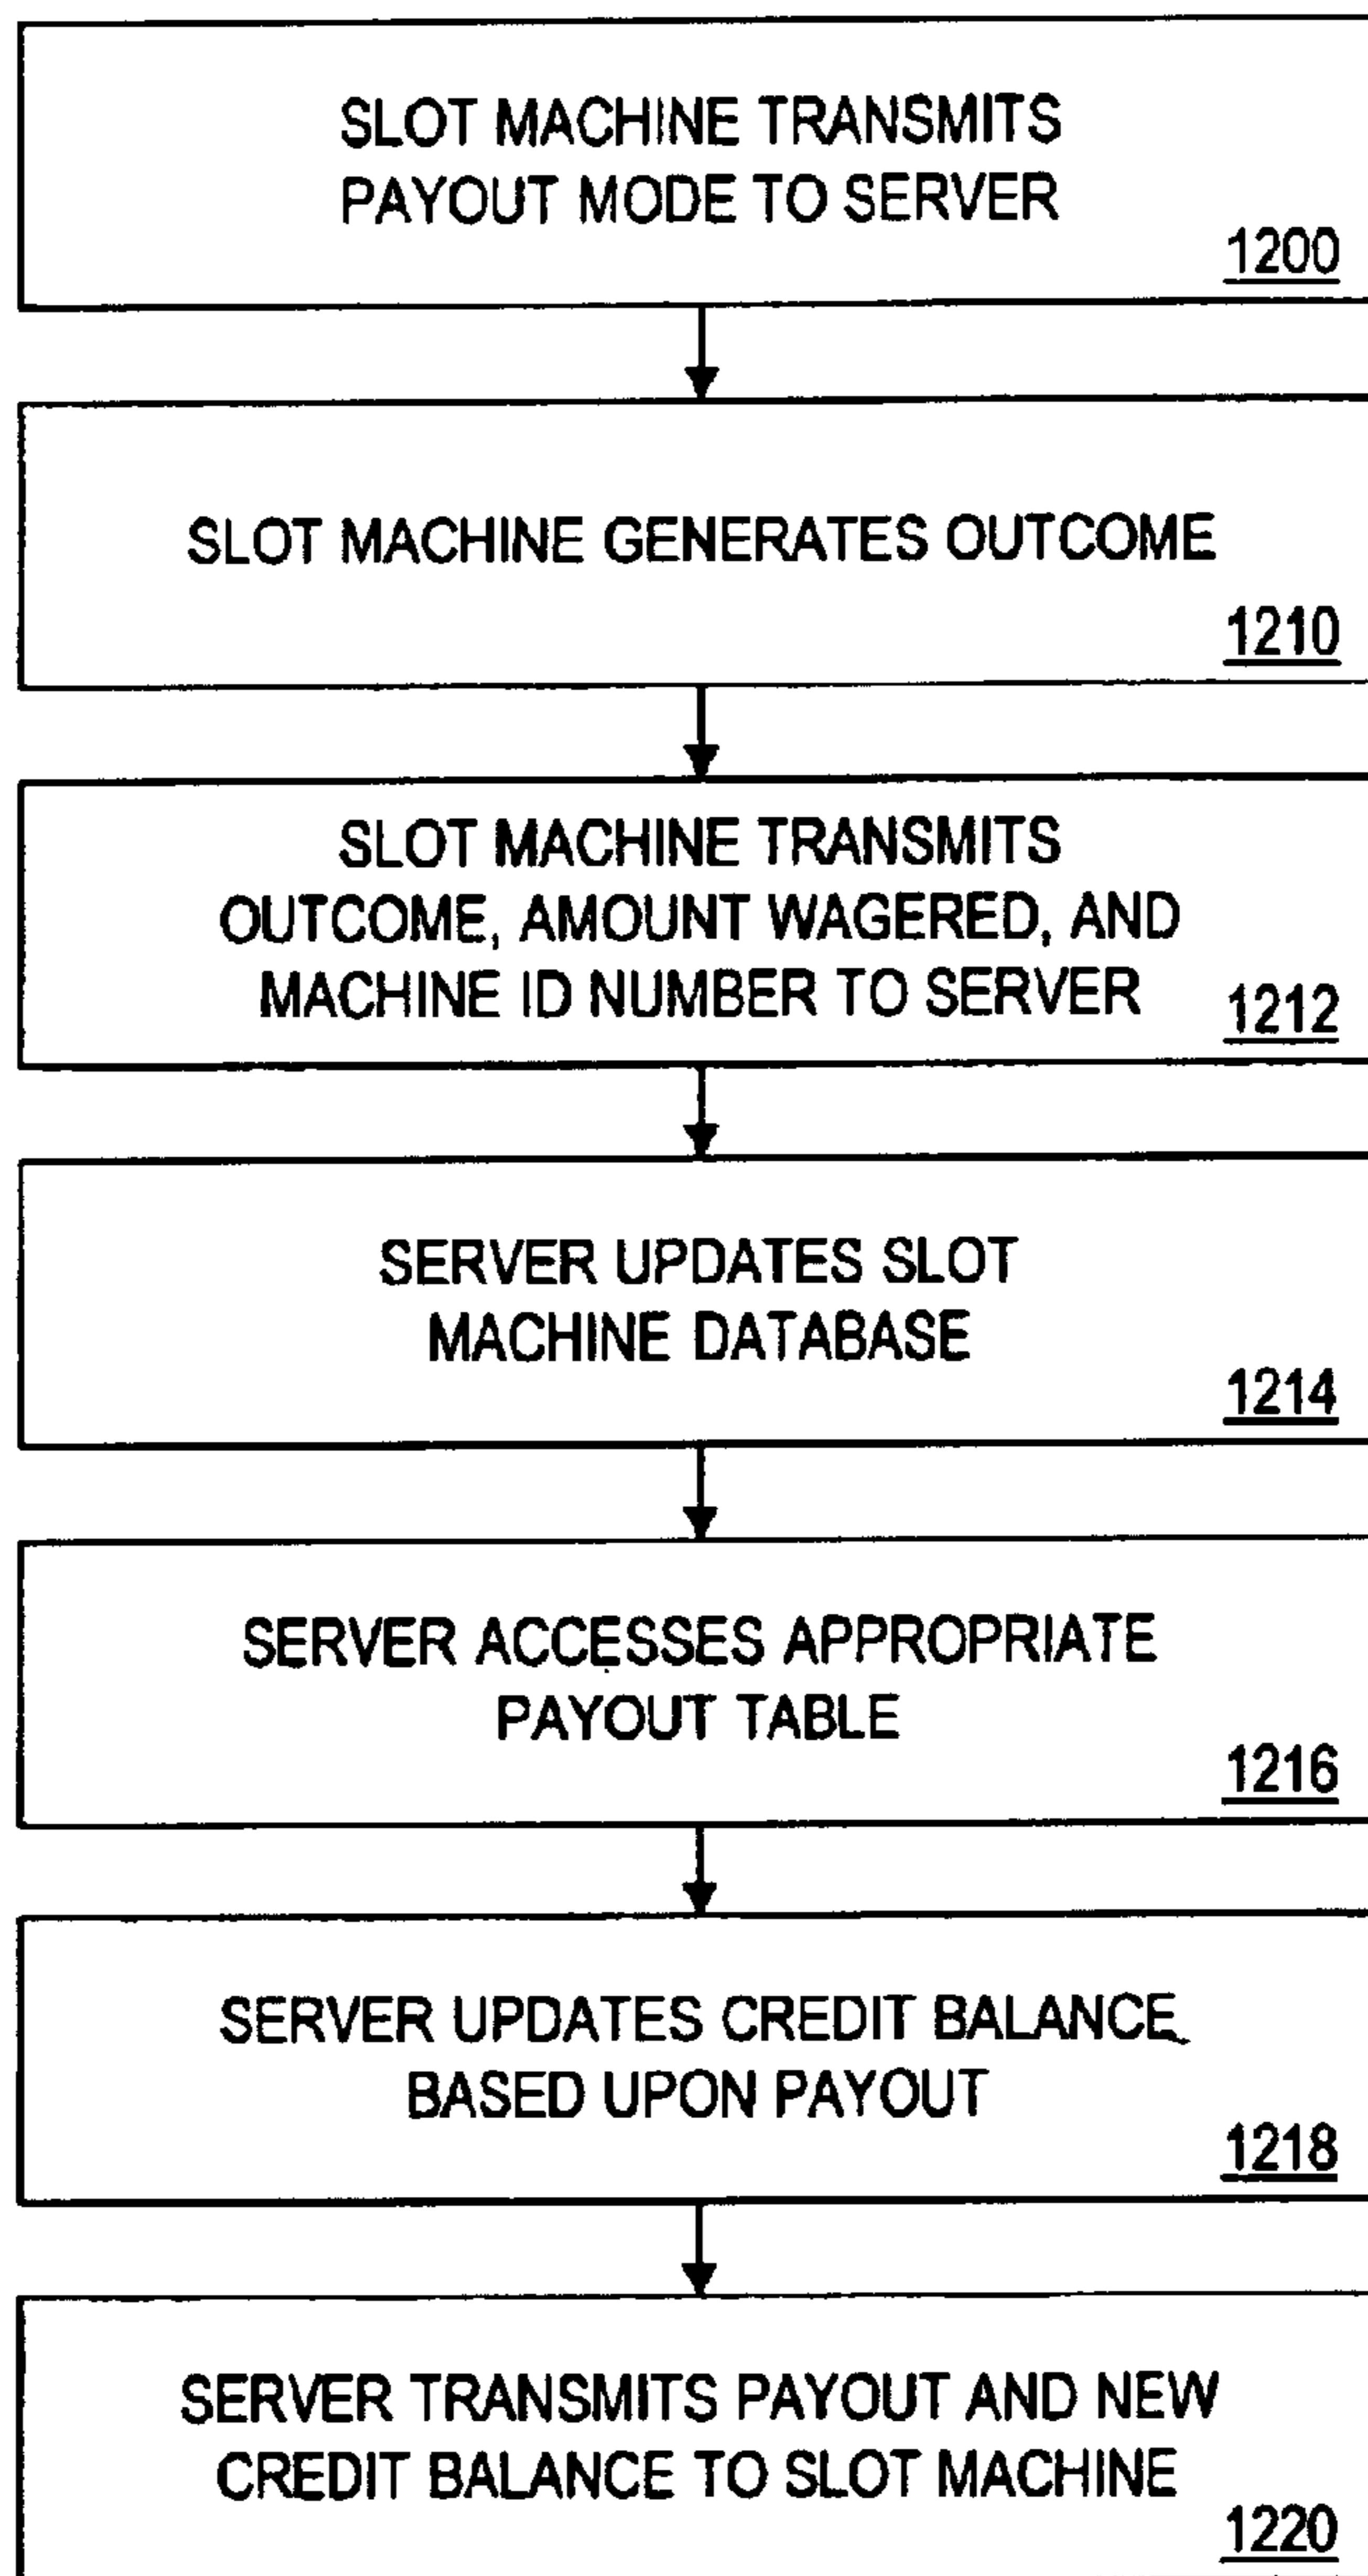 SLOT MACHINE TRANSMITS
PAYOUT MODE TO SERVER
1200
SLOT MACHINE GENERATES OUTCOME
1210
SLOT MACHINE TRANSMITS
OUTCOME, AMOUNT WAGERED, AND
MACHINE ID NUMBER TO SERVER
1212
SERVER UPDATES SLOT
MACHINE DATABASE
1214
SERVER ACCESSES APPROPRIATE
PAYOUT TABLE
1216
SERVER UPDATES CREDIT BALANCE
BASED UPON PAYOUT
1218
SERVER TRANSMITS PAYOUT AND NEW
CREDIT BALANCE TO SLOT MACHINE
1220